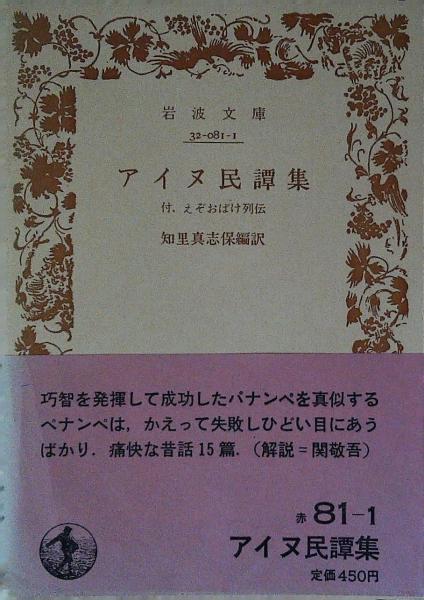 岩波文庫
32-081-1
アイヌ民譚集
付、えぞおばけ列伝
知里真志保編訳
巧智を発揮して成功したパナンペを真似する
ペナンペは，かえって失敗しひどい目にあう
ばかり．痛快な昔話15篇．（解説＝関敬吾）
赤 81-1
アイヌ民譚集
定価450円